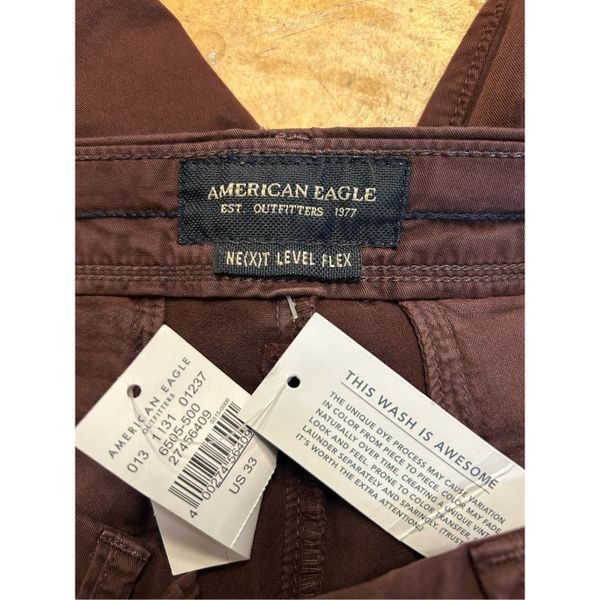 AMERICAN EAGLE
EST. OUTFITTERS 1977
NE(X)T LEVEL FLEX
AMERICAN EAGLE
OUTFITTERS
013 1131 01237
6505-500
27456409
US 33
THIS WASH IS AWESOME
THE UNIQUE DYE PROCESS MAY CAUSE VARIATION
IN COLOR FROM PIECE TO PIECE. COLOR MAY FADE
NATURALLY OVER TIME, CREATING A UNIQUE VINT
LOOK AND FEEL. PRONE TO COLOR TRANSFER,
LAUNDER SEPARATELY AND SPARINGLY. (TRUST
IT'S WORTH THE EXTRA ATTENTION.)